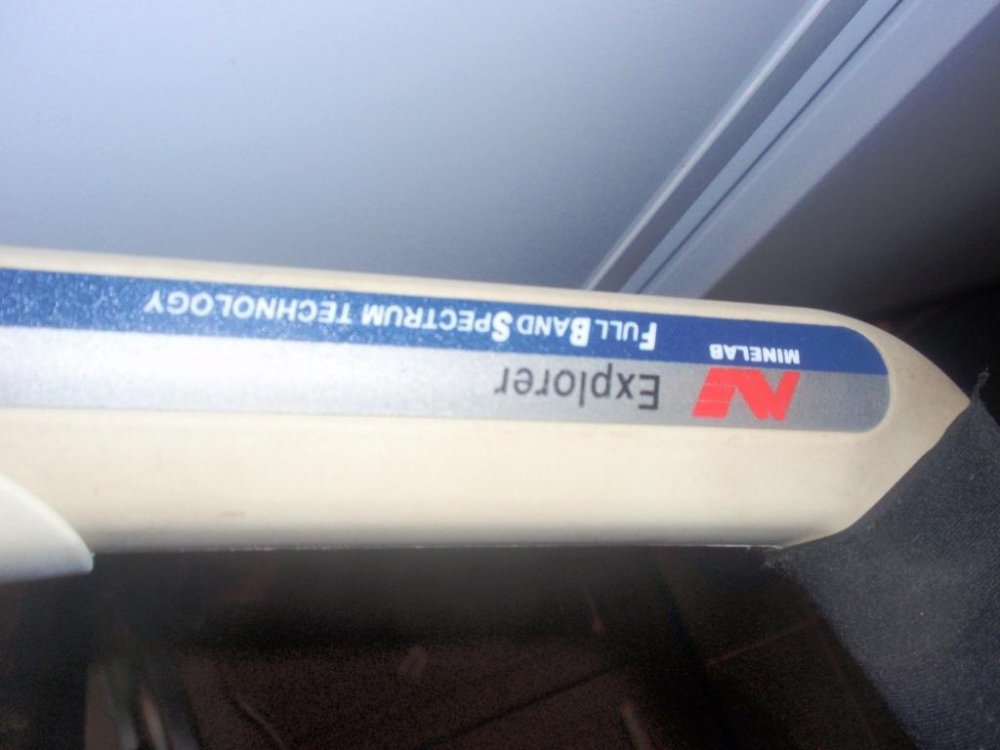 MINELAB
Explorer
FULL BAND SPECTRUM TECHNOLOGY